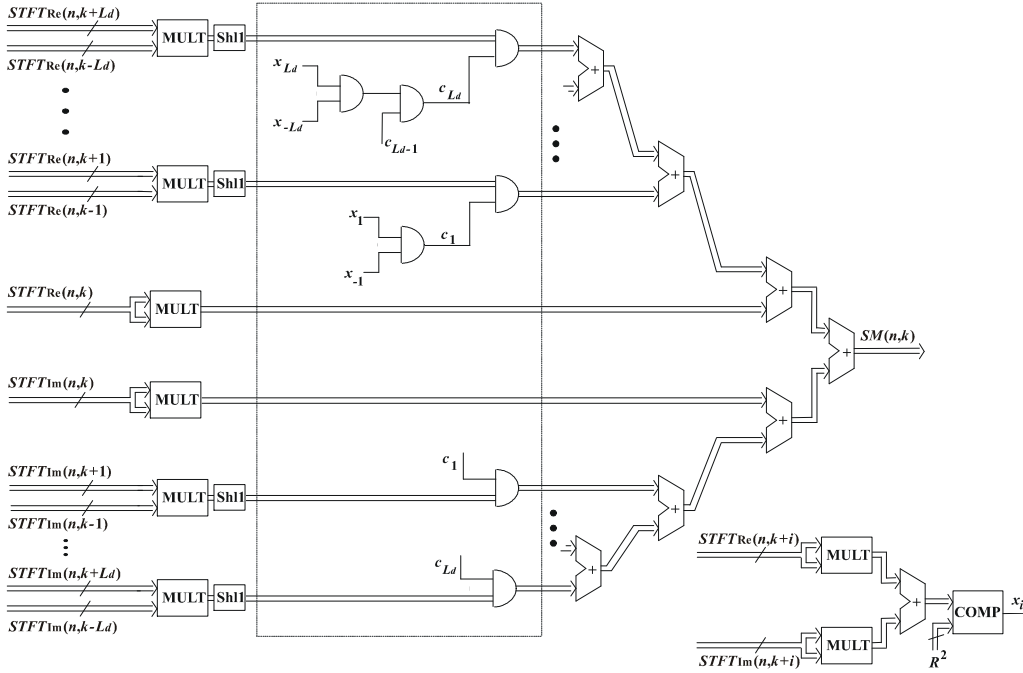 STFTRe(n,k+Ld)
MULT
Shl1
STFTRe(n,k-Ld)
xLd
x-Ld
cLd
cLd-1
+
STFTRe(n,k+1)
MULT
Shl1
STFTRe(n,k-1)
x1
x-1
c1
+
STFTRe(n,k)
MULT
+
SM(n,k)
+
STFTIm(n,k)
MULT
+
STFTIm(n,k+1)
MULT
Shl1
STFTIm(n,k-1)
c1
+
STFTIm(n,k+Ld)
MULT
Shl1
STFTIm(n,k-Ld)
cLd
+
STFTRe(n,k+i)
MULT
+
COMP
xi
R2
MULT
STFTIm(n,k+i)